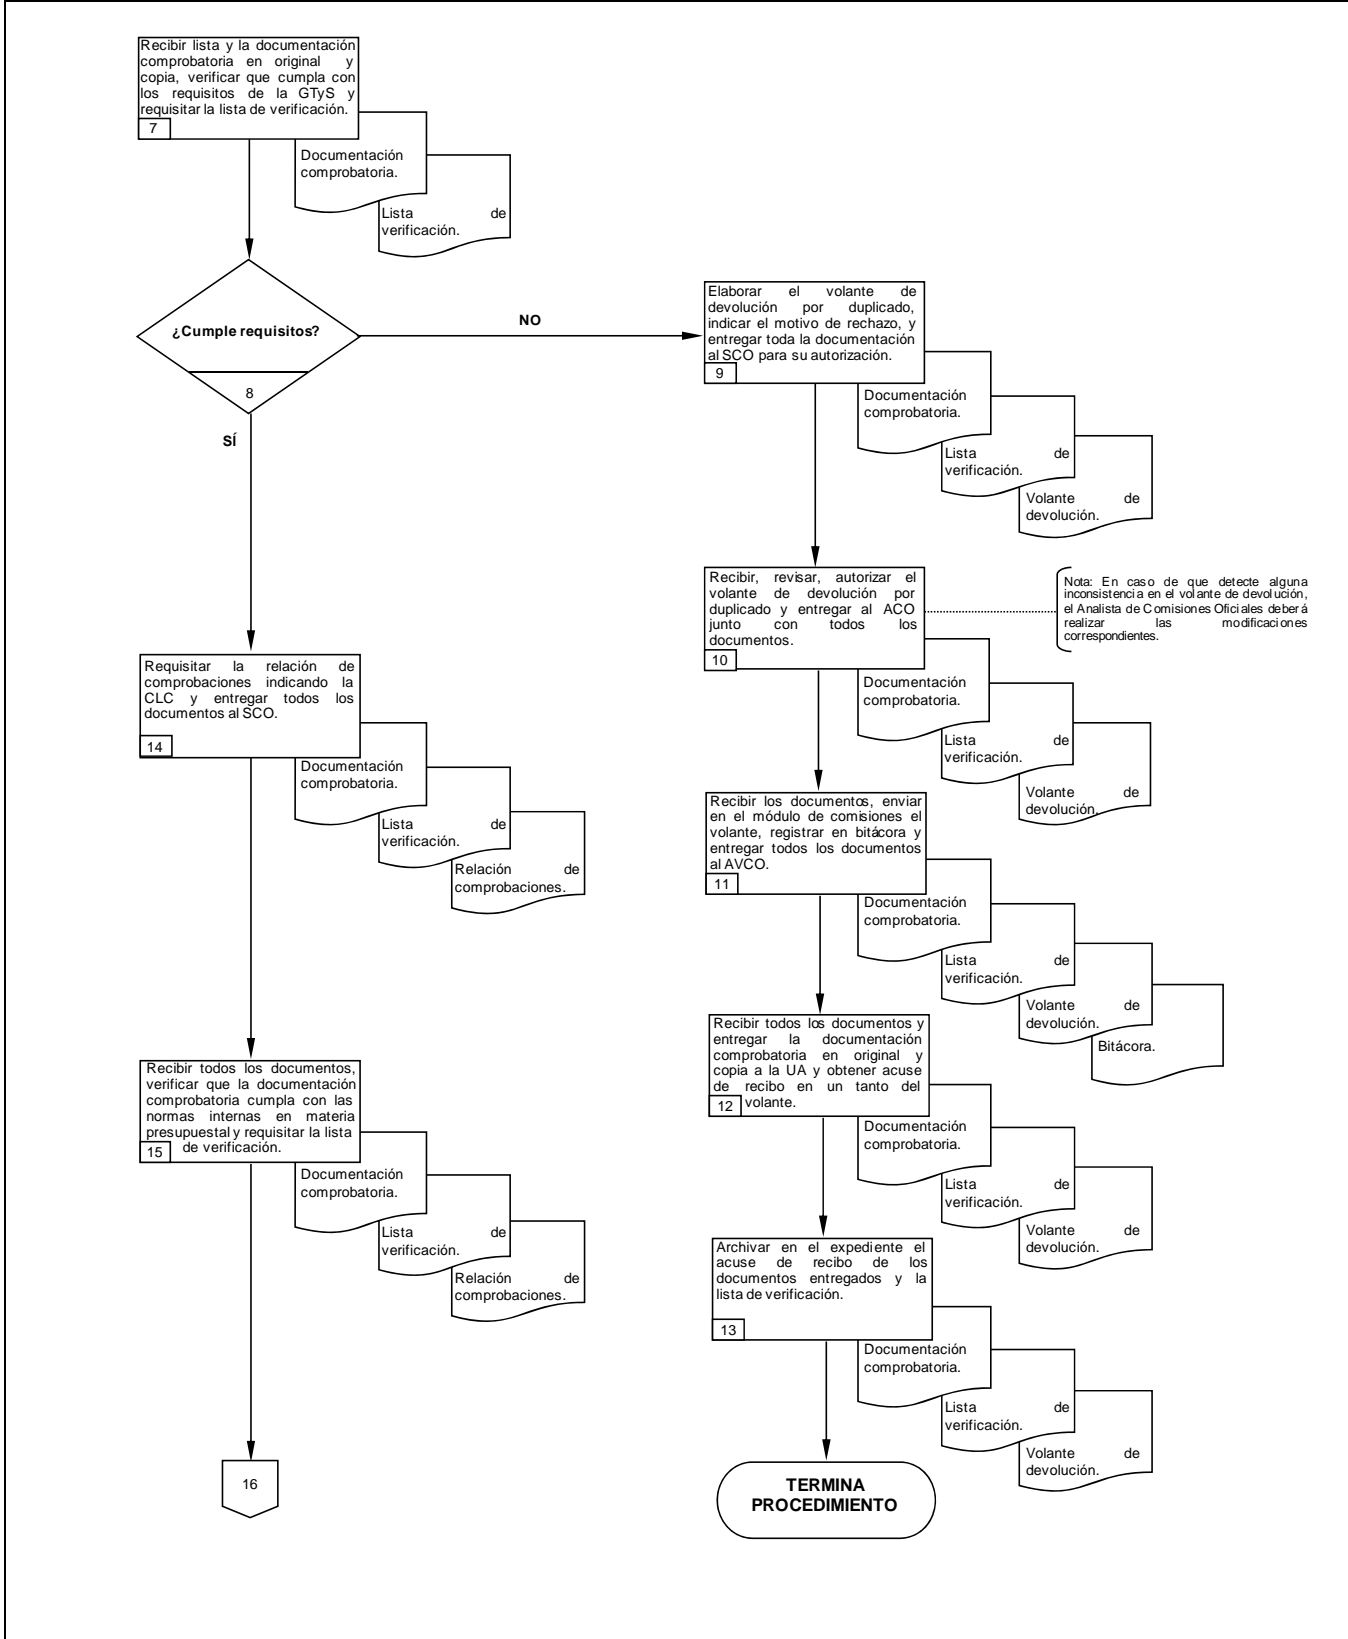 Recibir lista y la documentación
comprobatoria en original y
copia, verificar que cumpla con
los requisitos de la GTyS y
requisitar la lista de verificación.
7
Documentación
comprobatoria.
Lista de
verificación.
¿Cumple requisitos?
8
NO
SÍ
Elaborar el volante de
devolución por duplicado,
indicar el motivo de rechazo, y
entregar toda la documentación
al SCO para su autorización.
9
Documentación
comprobatoria.
Lista de
verificación.
Volante de
devolución.
Recibir, revisar, autorizar el
volante de devolución por
duplicado y entregar al ACO
junto con todos los
documentos.
10
Nota: En caso de que detecte alguna
inconsistencia en el volante de devolución,
el Analista de Comisiones Oficiales deberá
realizar las modificaciones
correspondientes.
Documentación
comprobatoria.
Lista de
verificación.
Volante de
devolución.
Requisitar la relación de
comprobaciones indicando la
CLC y entregar todos los
documentos al SCO.
14
Documentación
comprobatoria.
Lista de
verificación.
Relación de
comprobaciones.
Recibir los documentos, enviar
en el módulo de comisiones el
volante, registrar en bitácora y
entregar todos los documentos
al AVCO.
11
Documentación
comprobatoria.
Lista de
verificación.
Volante de
devolución.
Bitácora.
Recibir todos los documentos y
entregar la documentación
comprobatoria en original y
copia a la UA y obtener acuse
de recibo en un tanto del
volante.
12
Documentación
comprobatoria.
Lista de
verificación.
Volante de
devolución.
Recibir todos los documentos,
verificar que la documentación
comprobatoria cumpla con las
normas internas en materia
presupuestal y requisitar la lista
de verificación.
15
Documentación
comprobatoria.
Lista de
verificación.
Relación de
comprobaciones.
Archivar en el expediente el
acuse de recibo de los
documentos entregados y la
lista de verificación.
13
Documentación
comprobatoria.
Lista de
verificación.
Volante de
devolución.
16
TERMINA
PROCEDIMIENTO